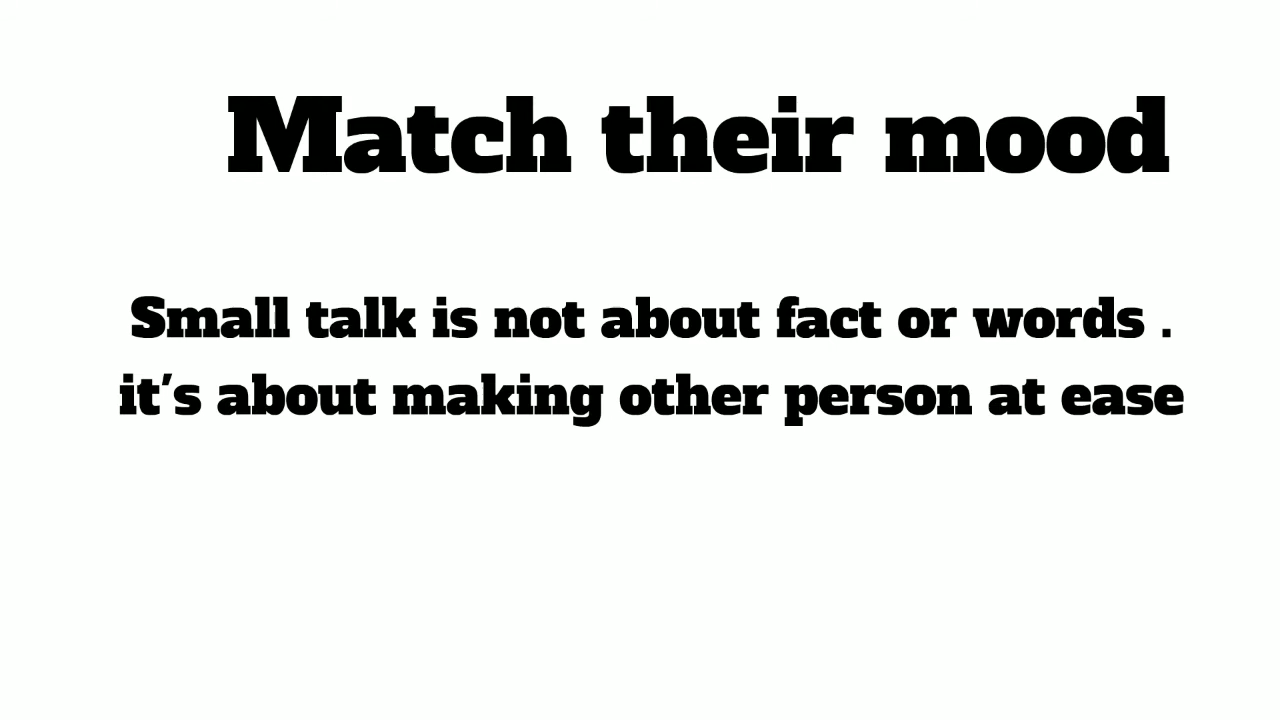 Match their mood
Small talk is not about fact or words .
it's about making other person at ease